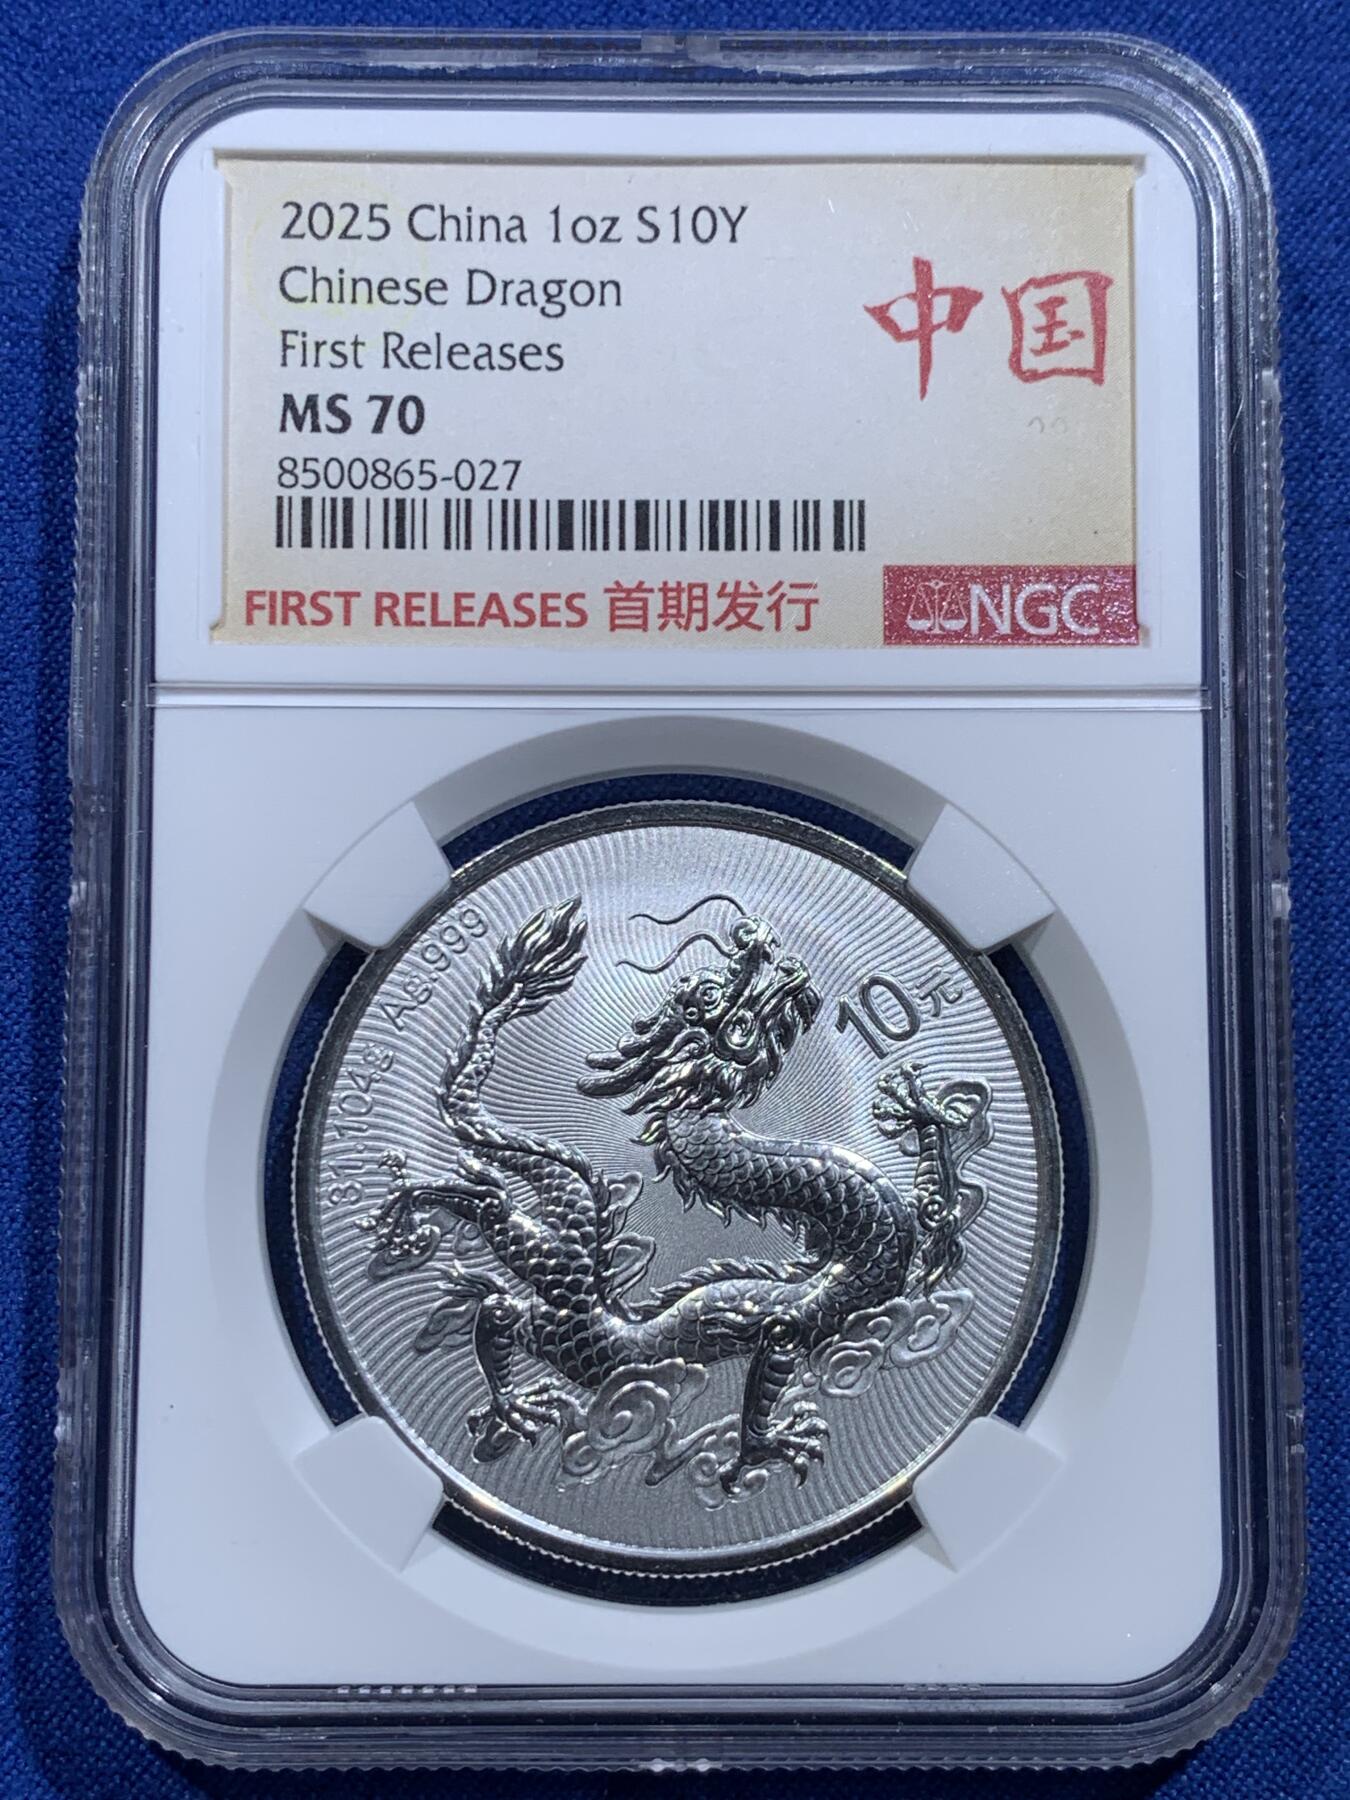 2025 China 1oz S10Y
Chinese Dragon
First Releases
MS 70
8500865-027
中国
FIRST RELEASES 首期发行
NGC
31.104g Ag.999
10元